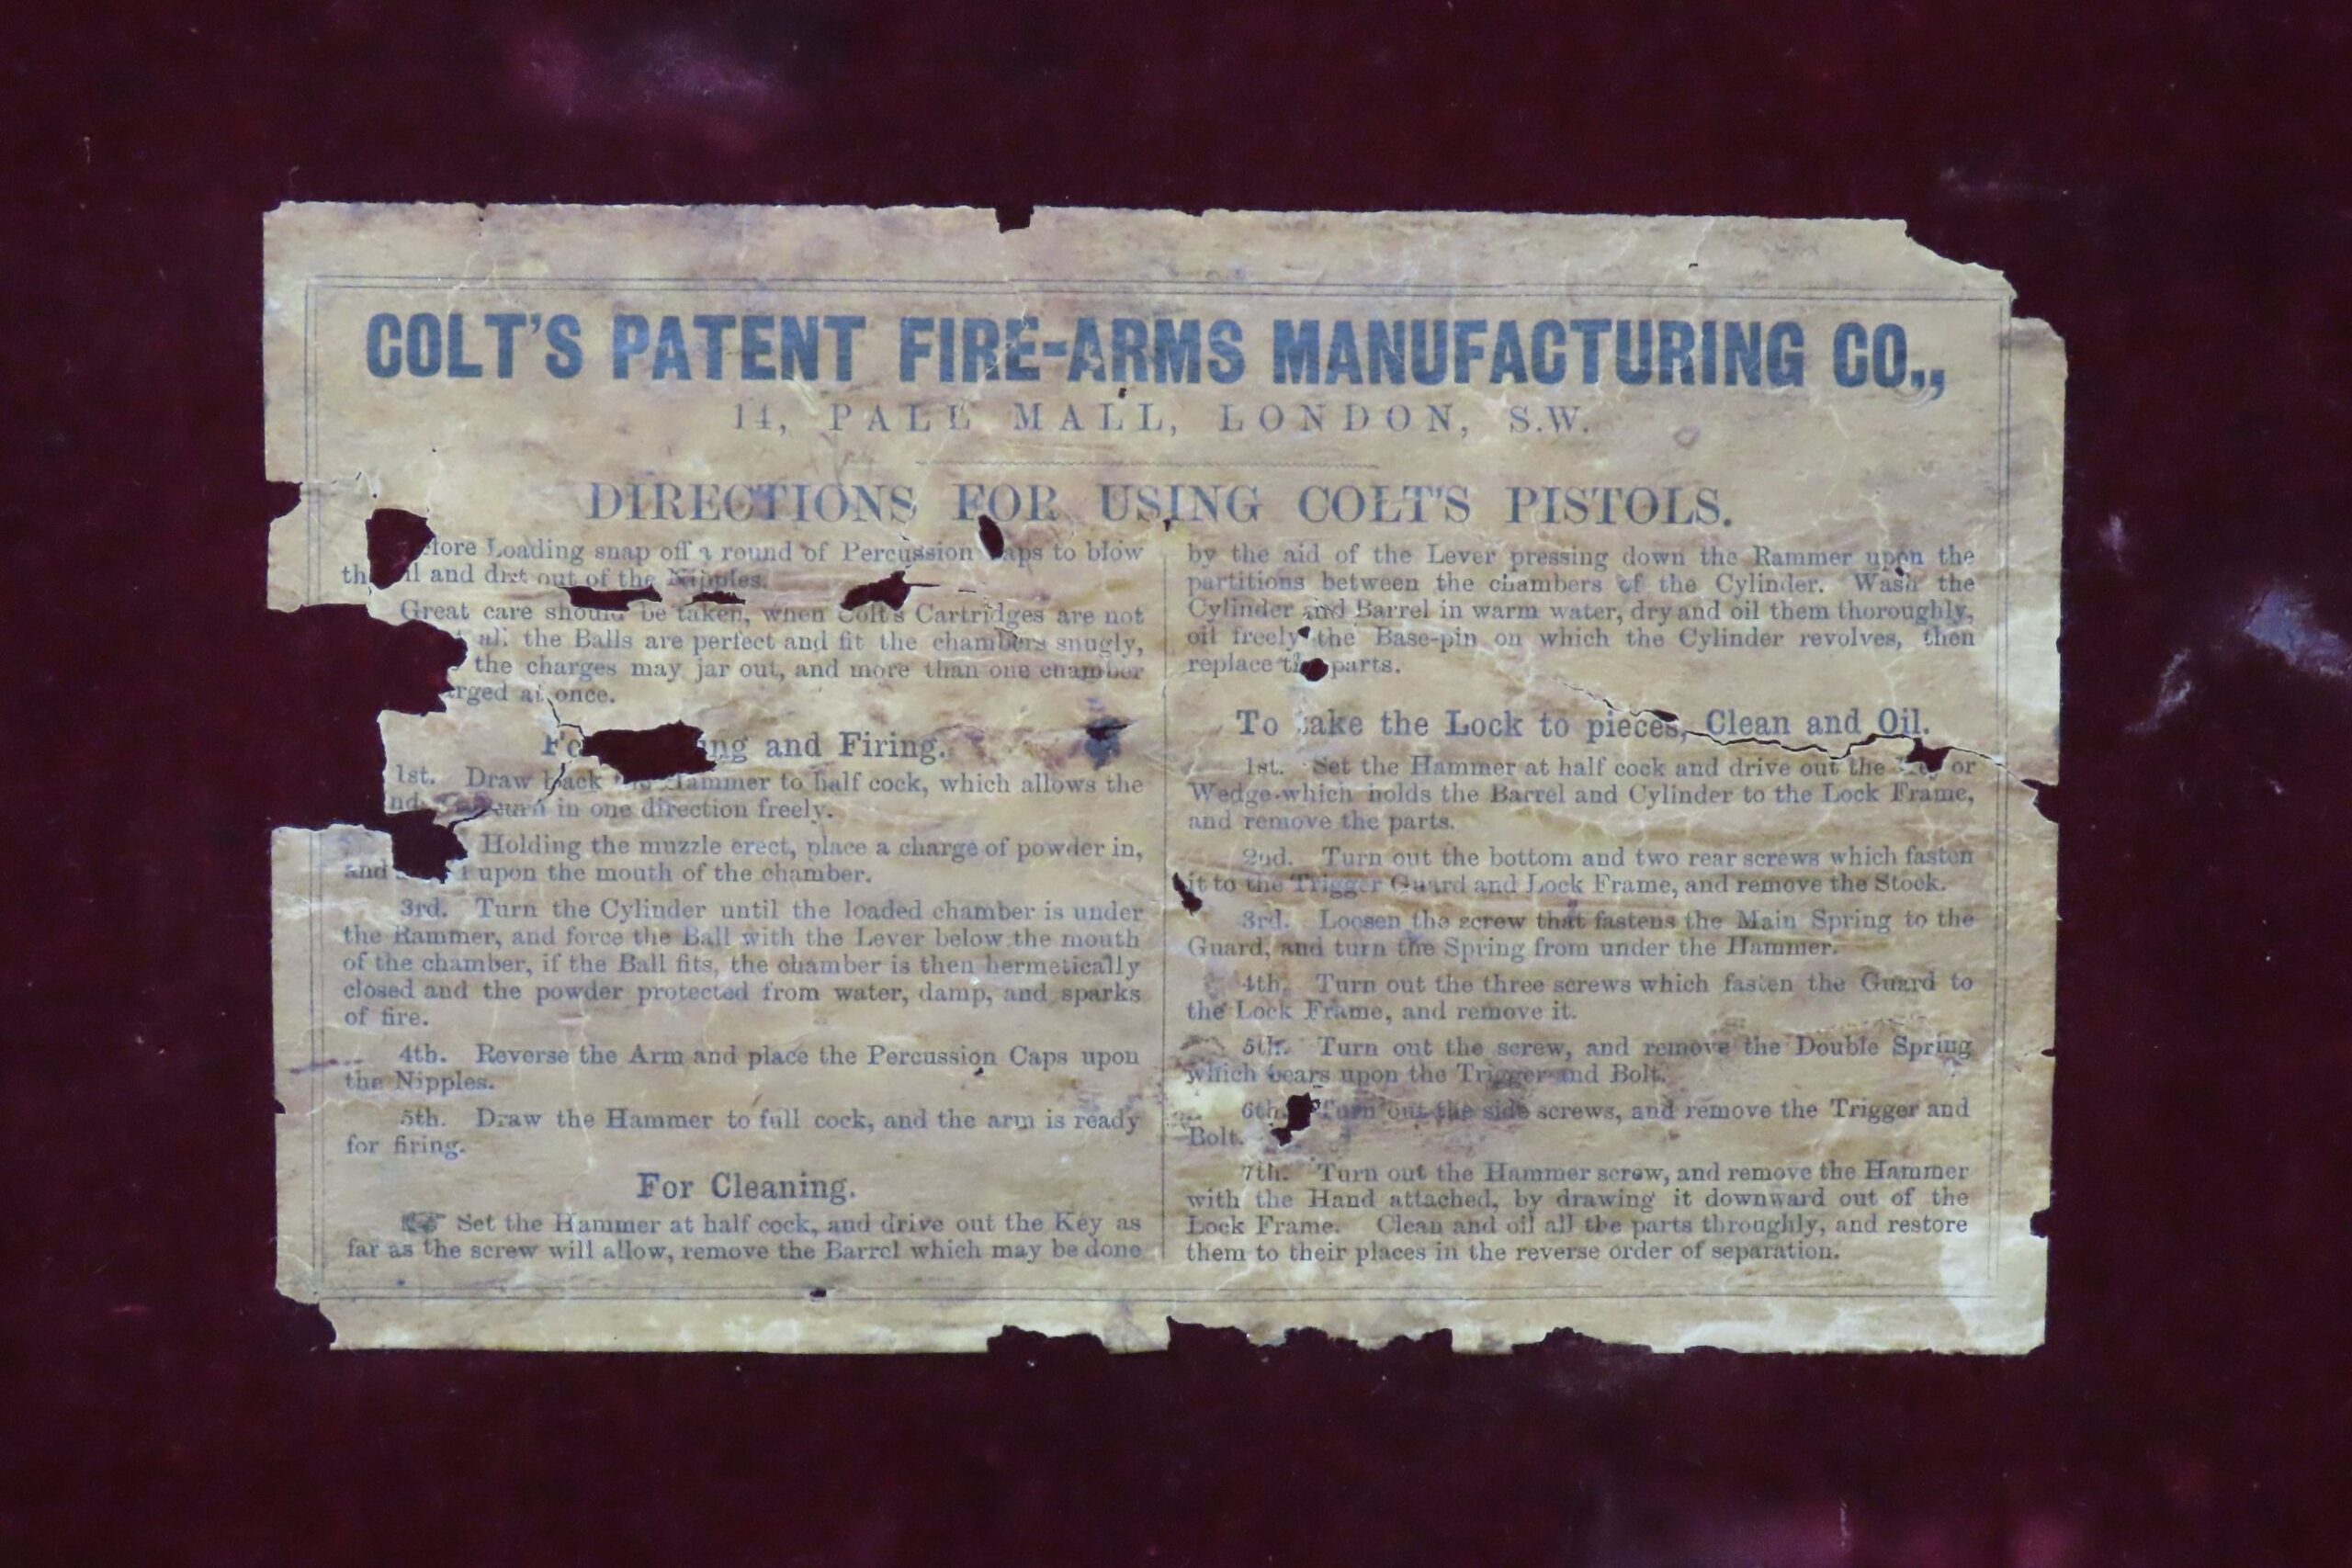 COLT'S PATENT FIRE-ARMS MANUFACTURING CO.,,
14, PALL MALL, LONDON, S.W.
DIRECTIONS FOR USING COLT'S PISTOLS.
Loading snap off a round of Percussion to blow
and dirt out of the Nipples.
Great care should be taken, when Colt's Cartridges are not
all the Balls are perfect and fit the chambers snugly,
the charges may jar out, and more than one chamber
at once.
and Firing.
1st. Draw back Hammer to half cock, which allows the
turn in one direction freely.
Holding the muzzle erect, place a charge of powder in,
and upon the mouth of the chamber.
3rd. Turn the Cylinder until the loaded chamber is under
the Rammer, and force the Ball with the Lever below the mouth
of the chamber, if the Ball fits, the chamber is then hermetically
closed and the powder protected from water, damp, and sparks
of fire.
4th. Reverse the Arm and place the Percussion Caps upon
the Nipples.
5th. Draw the Hammer to full cock, and the arm is ready
for firing.
For Cleaning.
☞ Set the Hammer at half cock, and drive out the Key as
far as the screw will allow, remove the Barrel which may be done
by the aid of the Lever pressing down the Rammer upon the
partitions between the chambers of the Cylinder. Wash the
Cylinder and Barrel in warm water, dry and oil them thoroughly,
oil freely the Base-pin on which the Cylinder revolves, then
replace the parts.
To take the Lock to pieces, Clean and Oil.
1st. Set the Hammer at half cock and drive out the Key or
Wedge which holds the Barrel and Cylinder to the Lock Frame,
and remove the parts.
2nd. Turn out the bottom and two rear screws which fasten
it to the Trigger Guard and Lock Frame, and remove the Stock.
3rd. Loosen the screw that fastens the Main Spring to the
Guard, and turn the Spring from under the Hammer.
4th. Turn out the three screws which fasten the Guard to
the Lock Frame, and remove it.
5th. Turn out the screw, and remove the Double Spring
which bears upon the Trigger and Bolt.
6th. Turn out the side screws, and remove the Trigger and
Bolt.
7th. Turn out the Hammer screw, and remove the Hammer
with the Hand attached, by drawing it downward out of the
Lock Frame. Clean and oil all the parts throughly, and restore
them to their places in the reverse order of separation.